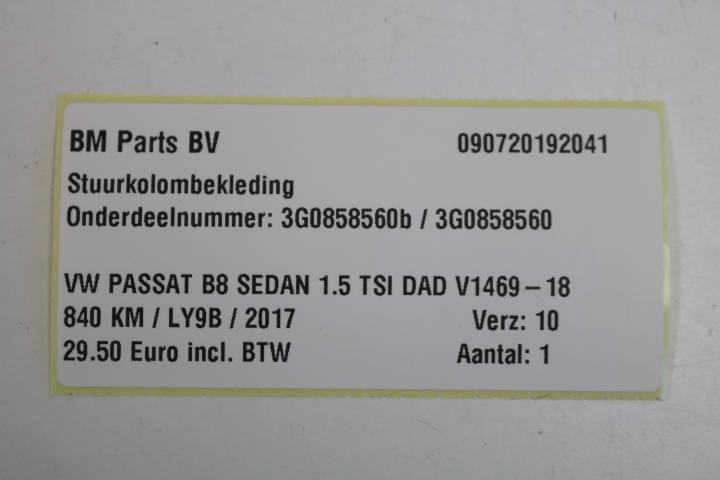 BM Parts BV 090720192041
Stuurkolombekleding
Onderdeelnummer: 3G0858560b / 3G0858560
VW PASSAT B8 SEDAN 1.5 TSI DAD V1469-18
840 KM / LY9B / 2017 Verz: 10
29.50 Euro incl. BTW Aantal: 1